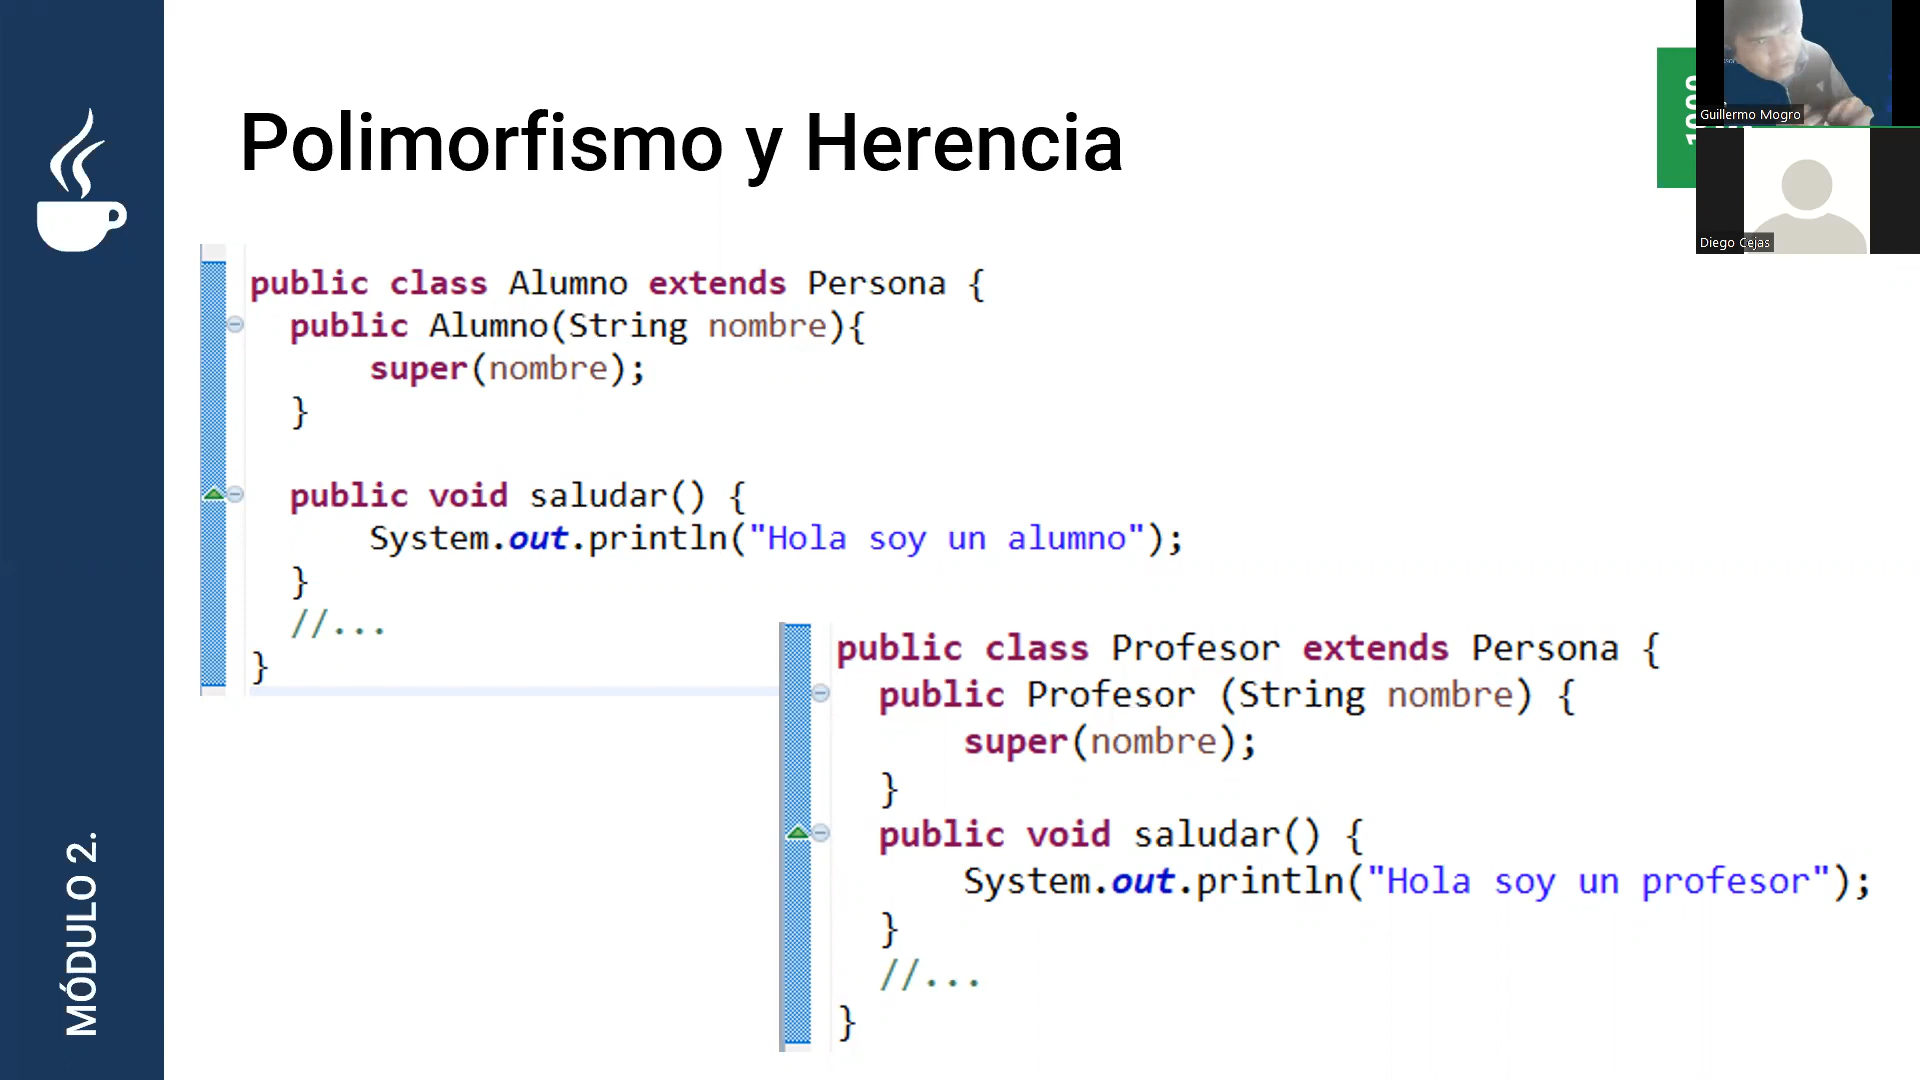 Polimorfismo y Herencia
public class Alumno extends Persona {
public Alumno(String nombre){
super(nombre);
}
public void saludar() {
System.out.println("Hola soy un alumno");
}
//...
}
public class Profesor extends Persona {
public Profesor (String nombre) {
super(nombre);
}
public void saludar() {
System.out.println("Hola soy un profesor");
}
//...
}
MÓDULO 2.
Guillermo Mogro
Diego Cejas